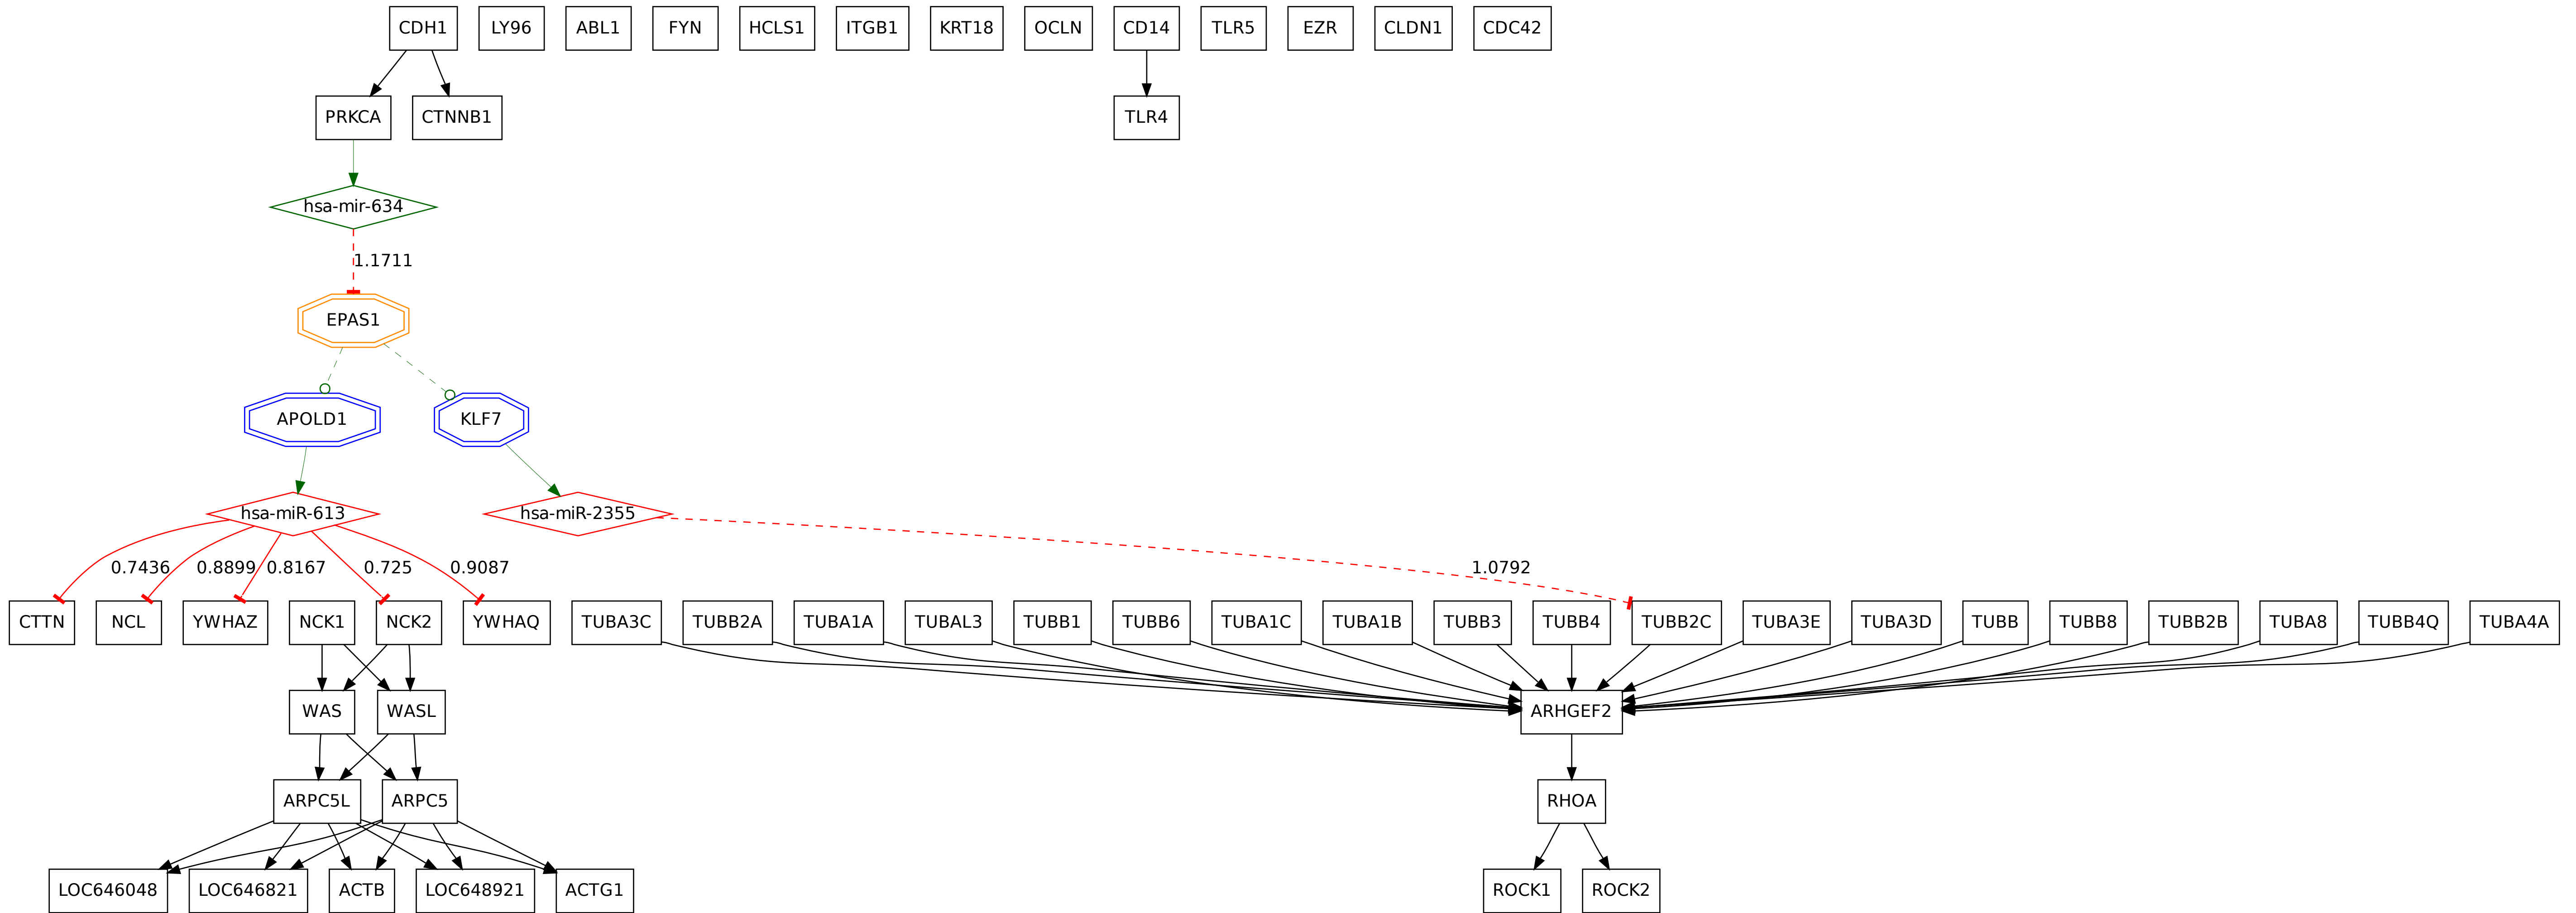 CDH1 LY96 ABL1 FYN HCLS1 ITGB1 KRT18 OCLN CD14 TLR5 EZR CLDN1 CDC42
PRKCA CTNNB1 TLR4
hsa-mir-634
1.1711
EPAS1
APOLD1 KLF7
hsa-miR-613 hsa-miR-2355
0.7436 0.8899 0.8167 0.725 0.9087 1.0792
CTTN NCL YWHAZ NCK1 NCK2 YWHAQ TUBA3C TUBB2A TUBA1A TUBAL3 TUBB1 TUBB6 TUBA1C TUBA1B TUBB3 TUBB4 TUBB2C TUBA3E TUBA3D TUBB TUBB8 TUBB2B TUBA8 TUBB4Q TUBA4A
WAS WASL ARHGEF2
ARPC5L ARPC5 RHOA
LOC646048 LOC646821 ACTB LOC648921 ACTG1 ROCK1 ROCK2